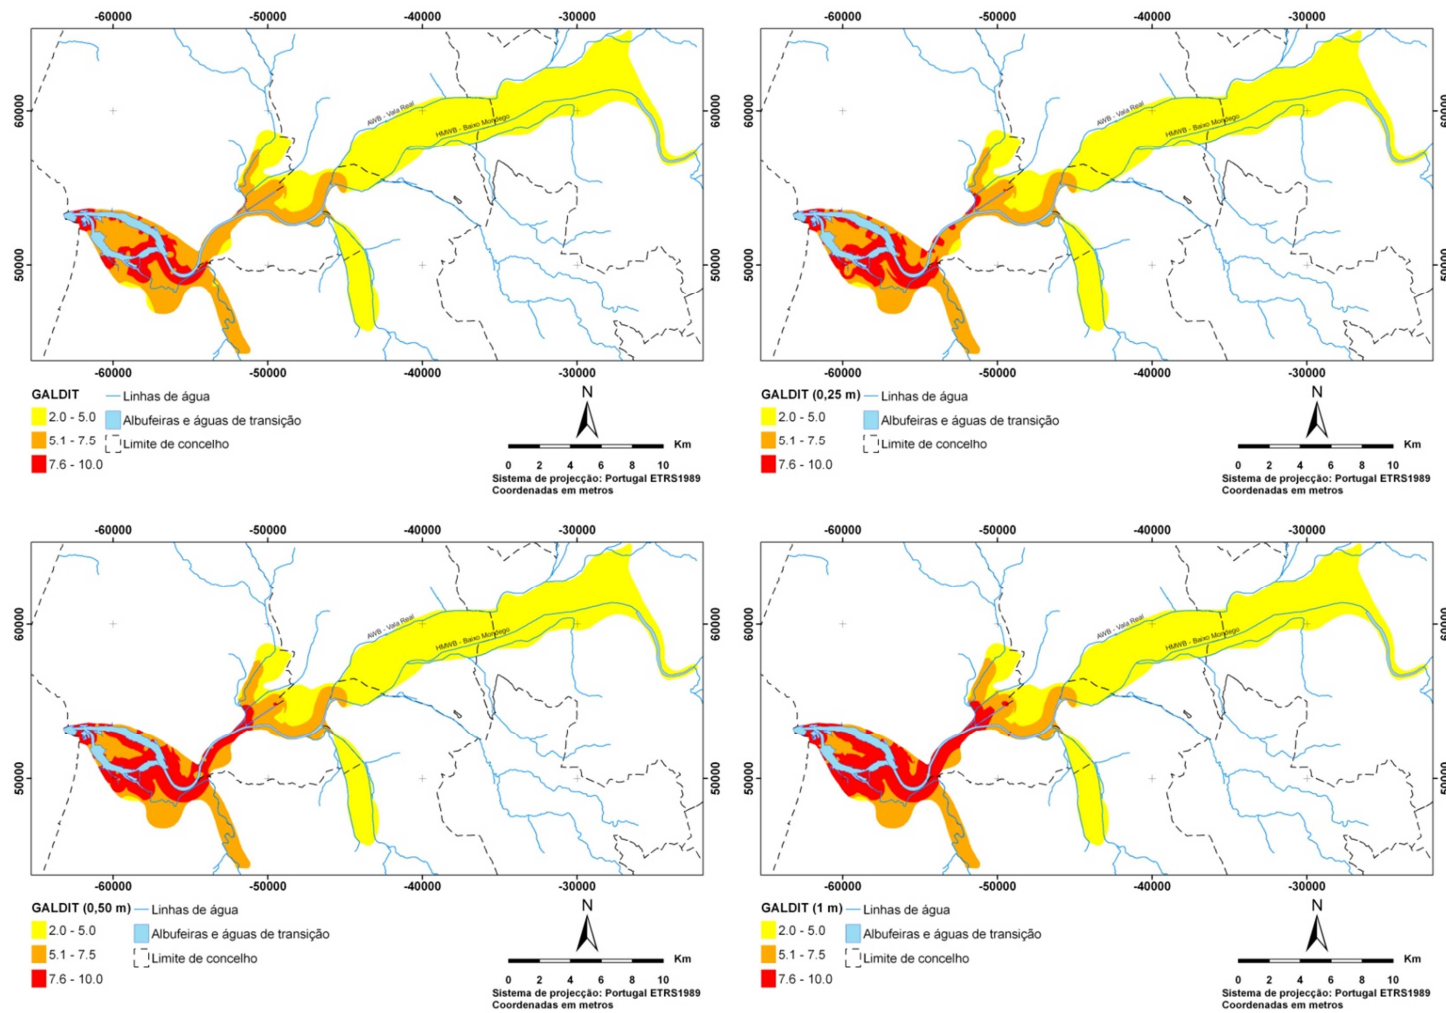 -60000 -50000 -40000 -30000
60000 60000
AWB - Vala Real
HMWB - Baixo Mondego
50000 50000
-60000 -50000 -40000 -30000
GALDIT
2.0 - 5.0
5.1 - 7.5
7.6 - 10.0
Linhas de água
Albufeiras e águas de transição
Limite de concelho
N
Km
0 2 4 6 8 10
Sistema de projecção: Portugal ETRS1989
Coordenadas em metros
-60000 -50000 -40000 -30000
60000 60000
AWB - Vala Real
HMWB - Baixo Mondego
50000 50000
-60000 -50000 -40000 -30000
GALDIT (0,25 m)
2.0 - 5.0
5.1 - 7.5
7.6 - 10.0
Linhas de água
Albufeiras e águas de transição
Limite de concelho
N
Km
0 2 4 6 8 10
Sistema de projecção: Portugal ETRS1989
Coordenadas em metros
-60000 -50000 -40000 -30000
60000 60000
AWB - Vala Real
HMWB - Baixo Mondego
50000 50000
-60000 -50000 -40000 -30000
GALDIT (0,50 m)
2.0 - 5.0
5.1 - 7.5
7.6 - 10.0
Linhas de água
Albufeiras e águas de transição
Limite de concelho
N
Km
0 2 4 6 8 10
Sistema de projecção: Portugal ETRS1989
Coordenadas em metros
-60000 -50000 -40000 -30000
60000 60000
AWB - Vala Real
HMWB - Baixo Mondego
50000
-60000 -50000 -40000 -30000
GALDIT (1 m)
2.0 - 5.0
5.1 - 7.5
7.6 - 10.0
Linhas de água
Albufeiras e águas de transição
Limite de concelho
N
Km
0 2 4 6 8 10
Sistema de projecção: Portugal ETRS1989
Coordenadas em metros